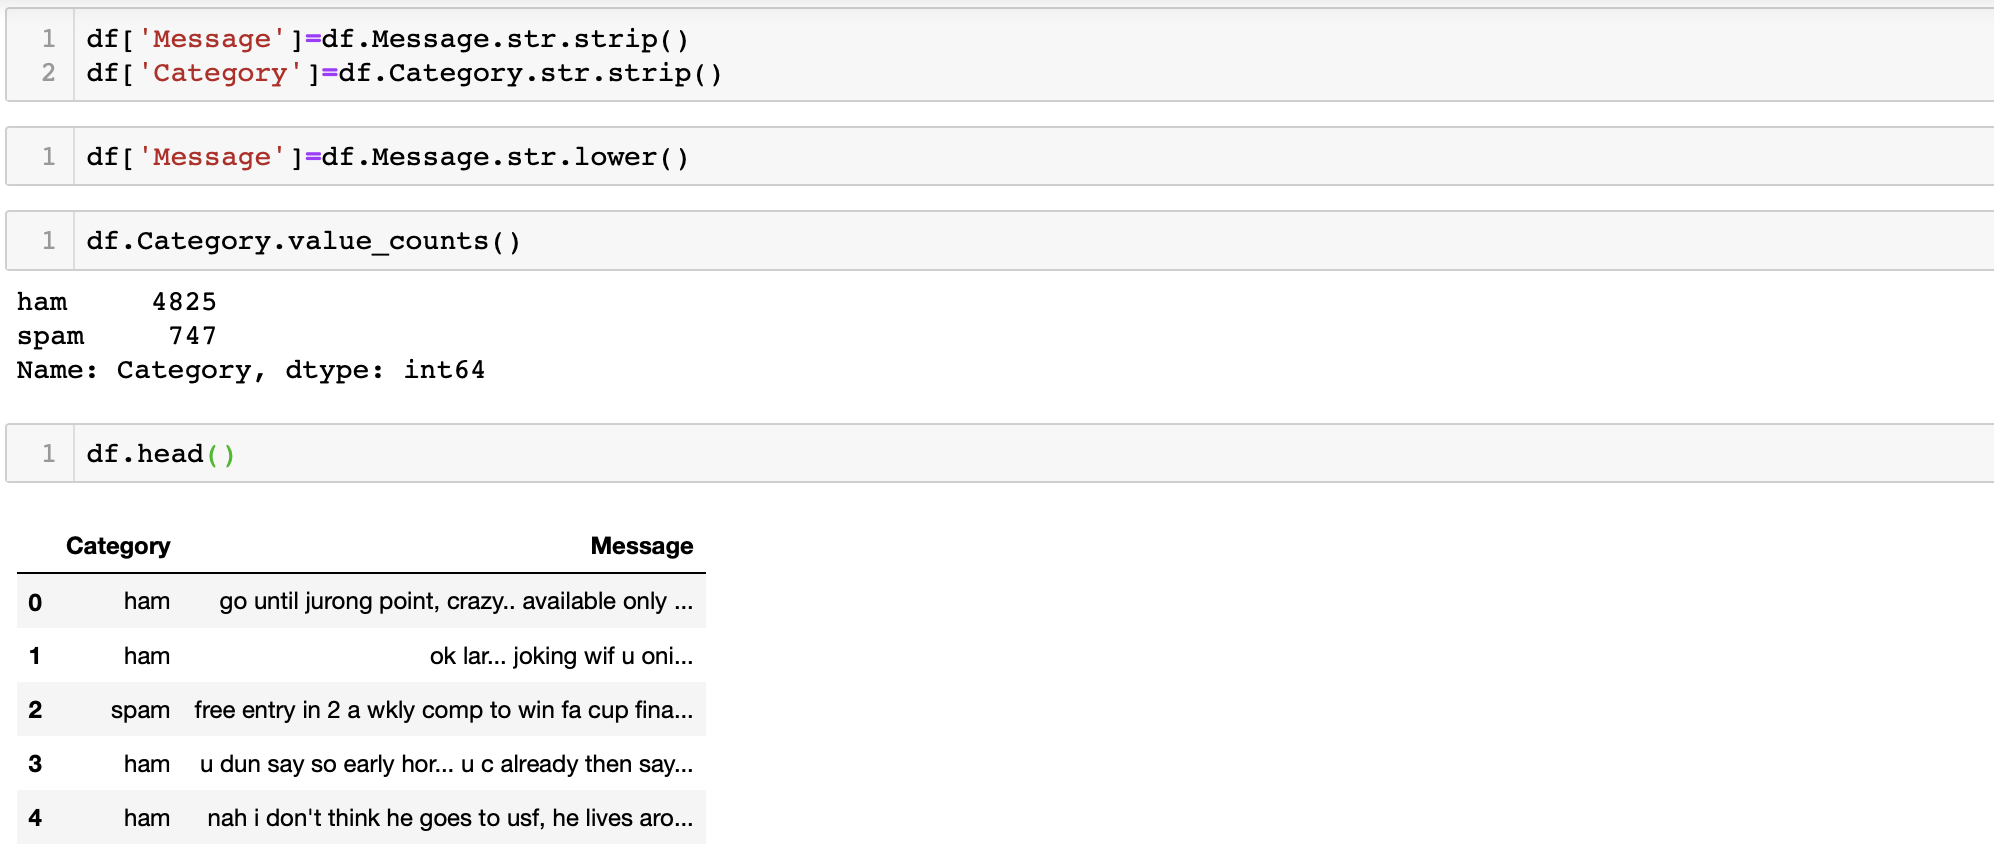 1 df['Message']=df.Message.str.strip()
2 df['Category']=df.Category.str.strip()
1 df['Message']=df.Message.str.lower()
1 df.Category.value_counts()
ham 4825
spam 747
Name: Category, dtype: int64
1 df.head()
Category Message
0 ham go until jurong point, crazy.. available only ...
1 ham ok lar... joking wif u oni...
2 spam free entry in 2 a wkly comp to win fa cup fina...
3 ham u dun say so early hor... u c already then say...
4 ham nah i don't think he goes to usf, he lives aro...